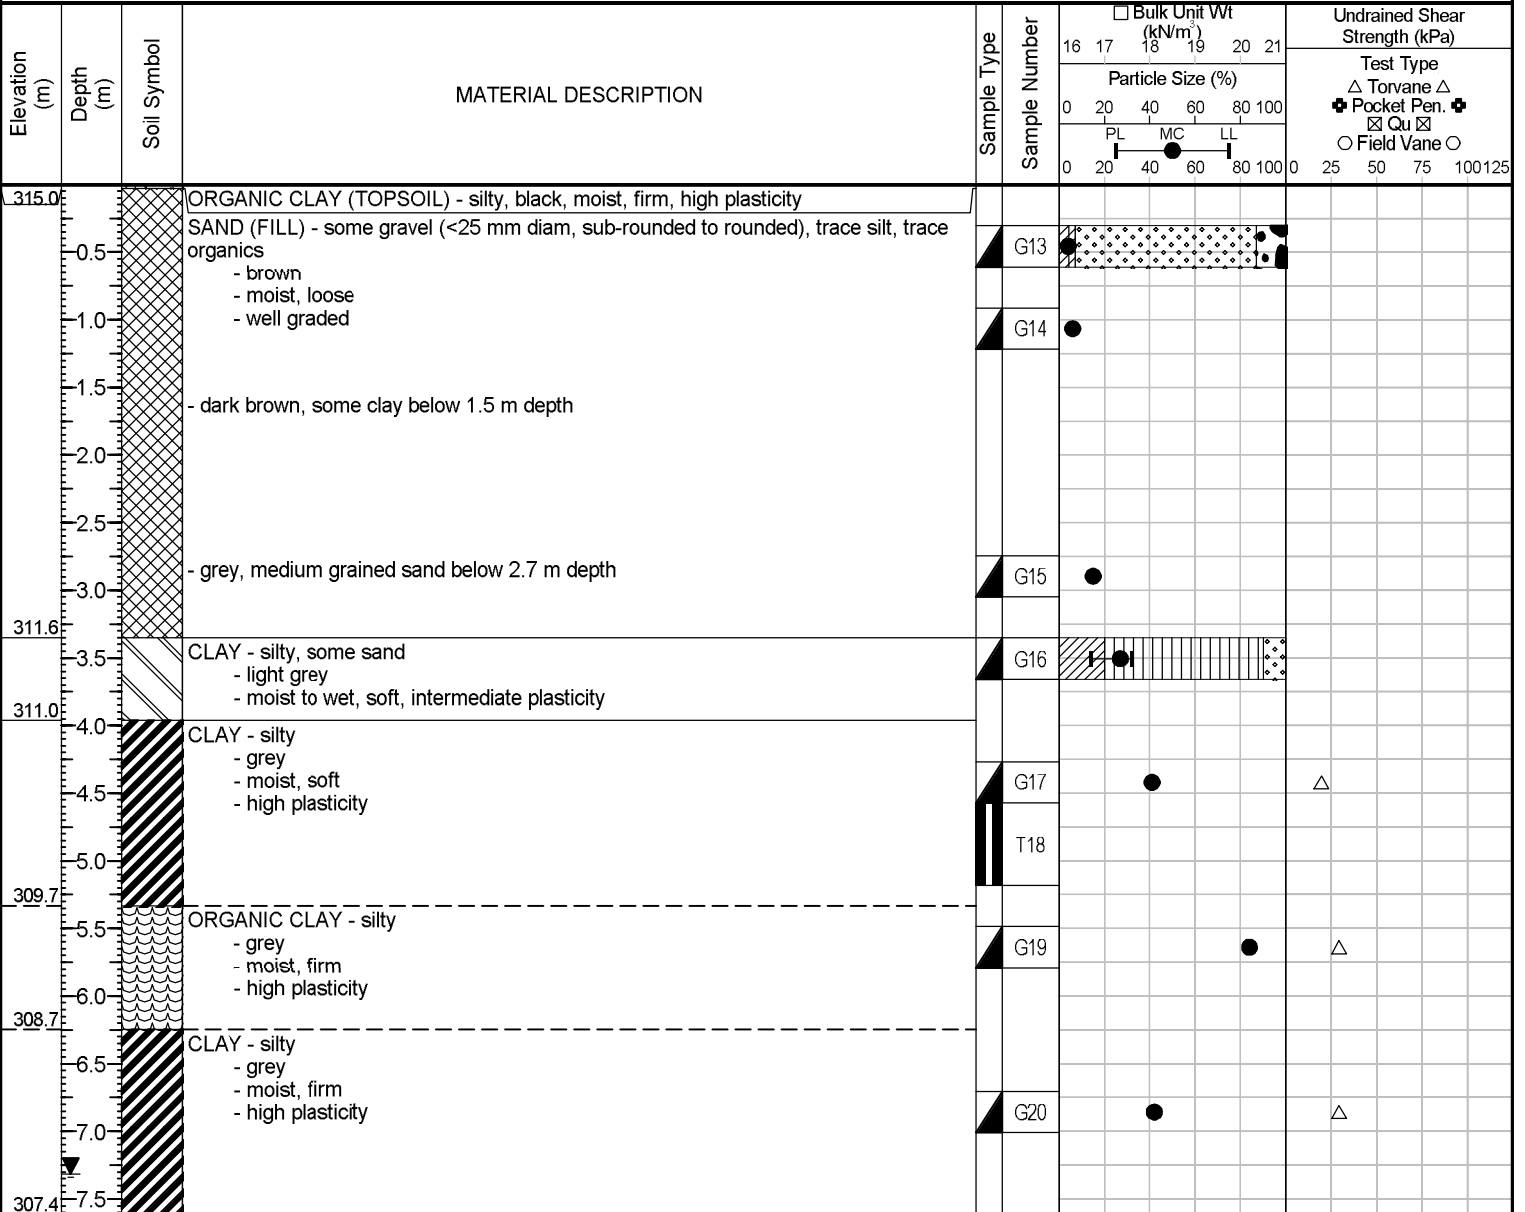 Elevation
(m)
Depth
(m)
Soil Symbol
MATERIAL DESCRIPTION
Sample Type
Sample Number
Bulk Unit Wt
(kN/m³)
16 17 18 19 20 21
Particle Size (%)
0 20 40 60 80 100
PL MC LL
0 20 40 60 80 100
Undrained Shear
Strength (kPa)
Test Type
Torvane
Pocket Pen.
Qu
Field Vane
0 25 50 75 100 125
315.0
ORGANIC CLAY (TOPSOIL) - silty, black, moist, firm, high plasticity
SAND (FILL) - some gravel (<25 mm diam, sub-rounded to rounded), trace silt, trace
organics
-0.5
G13
- brown
- moist, loose
- well graded
-1.0
G14
-1.5
- dark brown, some clay below 1.5 m depth
-2.0
-2.5
- grey, medium grained sand below 2.7 m depth
G15
-3.0
311.6
CLAY - silty, some sand
-3.5
G16
- light grey
- moist to wet, soft, intermediate plasticity
311.0
-4.0
CLAY - silty
- grey
- moist, soft
G17
-4.5
- high plasticity
T18
-5.0
309.7
ORGANIC CLAY - silty
-5.5
- grey
G19
- moist, firm
- high plasticity
-6.0
308.7
CLAY - silty
-6.5
- grey
- moist, firm
- high plasticity
G20
-7.0
-7.5
307.4